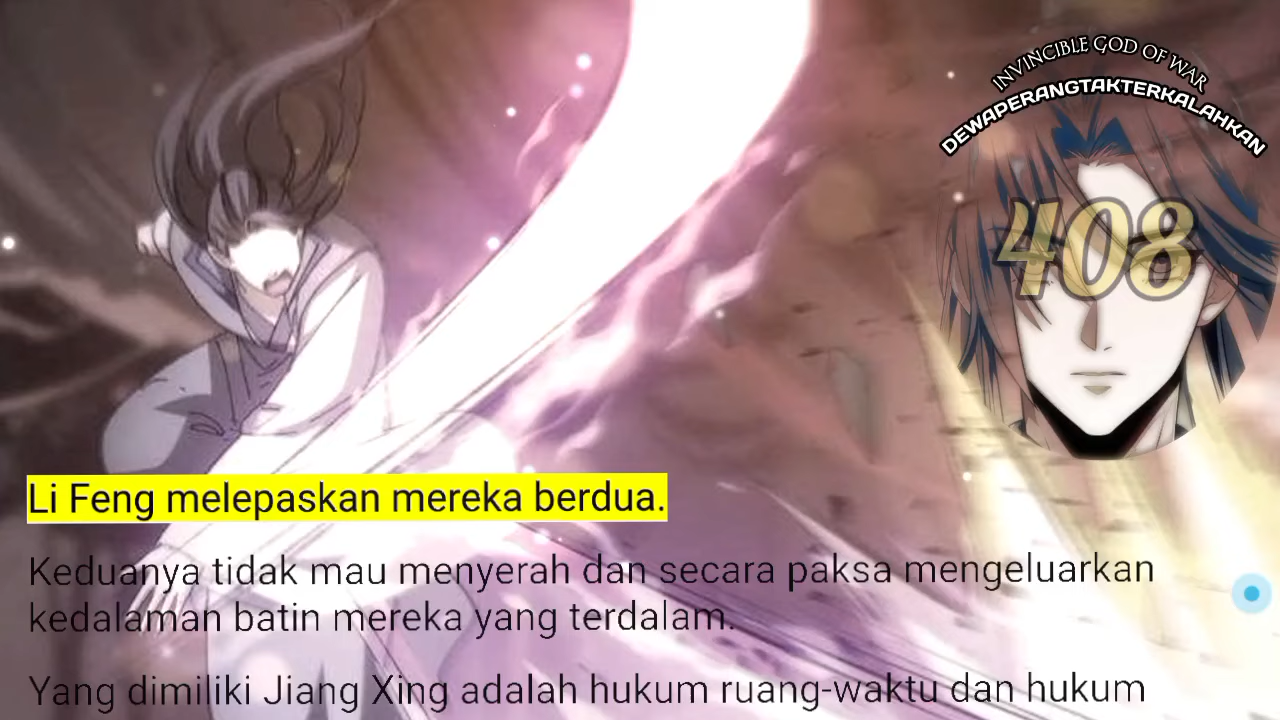 INVINCIBLE GOD OF WAR
DEWAPERANGTAKTERKALAHKAN
408
Li Feng melepaskan mereka berdua.
Keduanya tidak mau menyerah dan secara paksa mengeluarkan
kedalaman batin mereka yang terdalam.
Yang dimiliki Jiang Xing adalah hukum ruang-waktu dan hukum